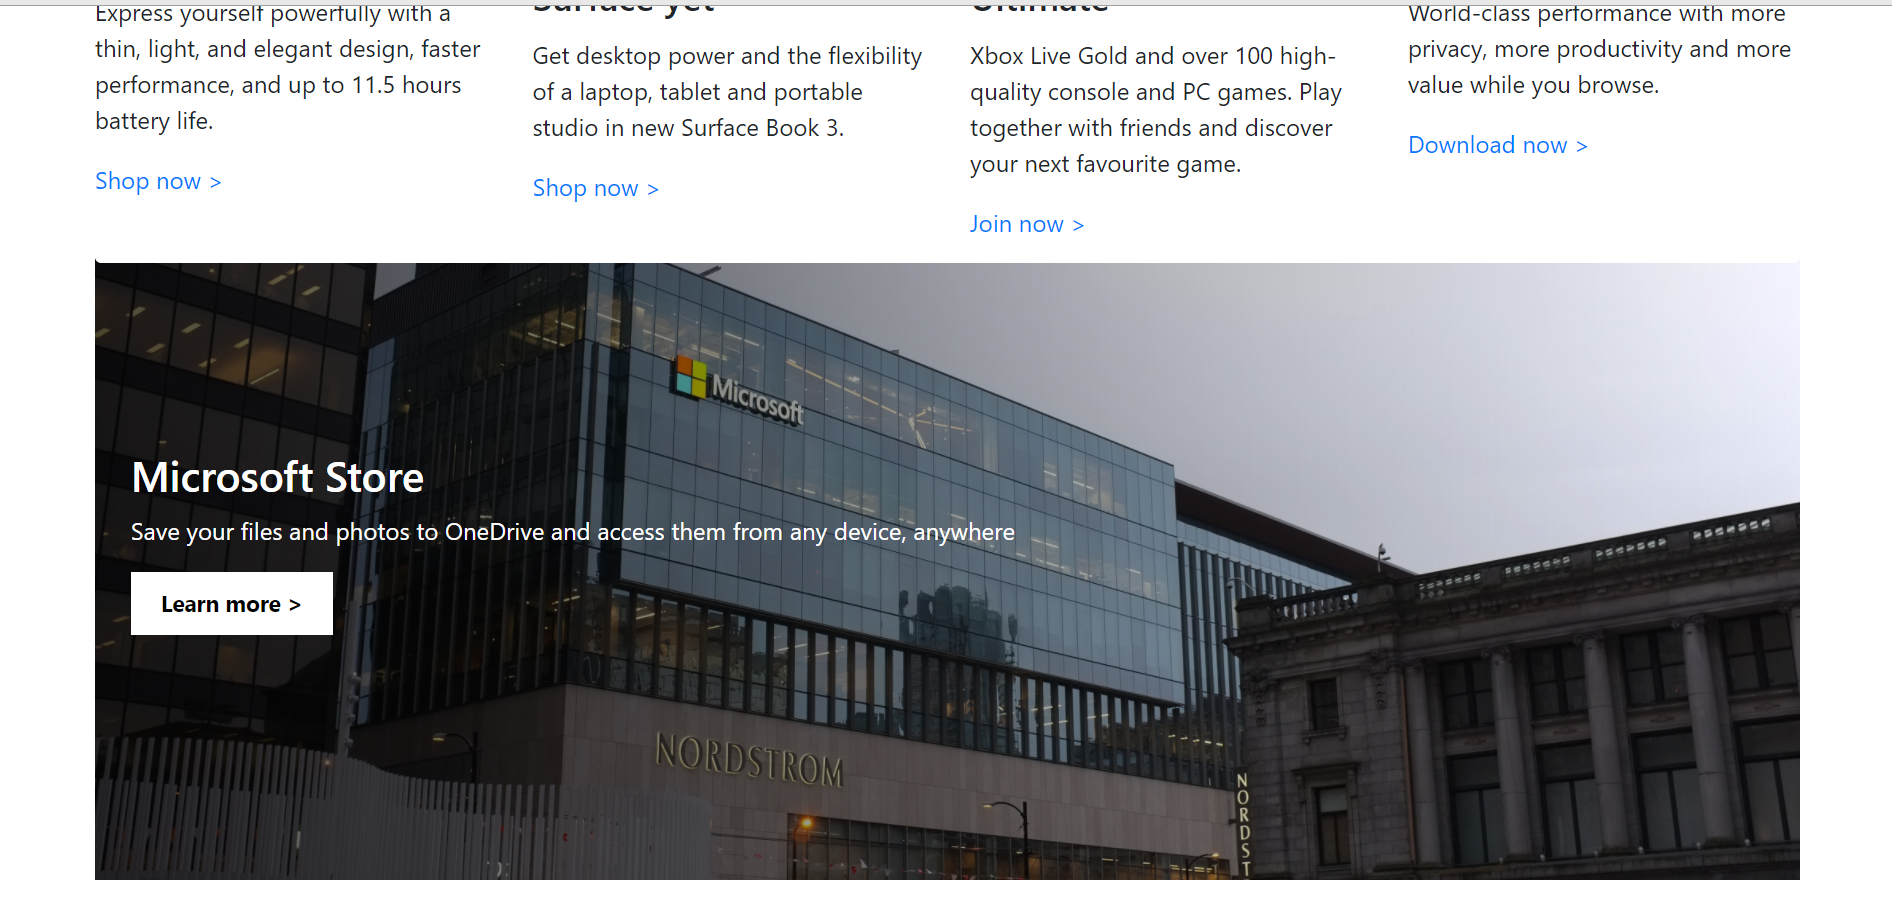 Express yourself powerfully with a
thin, light, and elegant design, faster
performance, and up to 11.5 hours
battery life.
Shop now >
Surface yet
Get desktop power and the flexibility
of a laptop, tablet and portable
studio in new Surface Book 3.
Shop now >
Ultimate
Xbox Live Gold and over 100 high-
quality console and PC games. Play
together with friends and discover
your next favourite game.
Join now >
World-class performance with more
privacy, more productivity and more
value while you browse.
Download now >
Microsoft
Microsoft Store
Save your files and photos to OneDrive and access them from any device, anywhere
Learn more >
NORDSTROM
NORDST